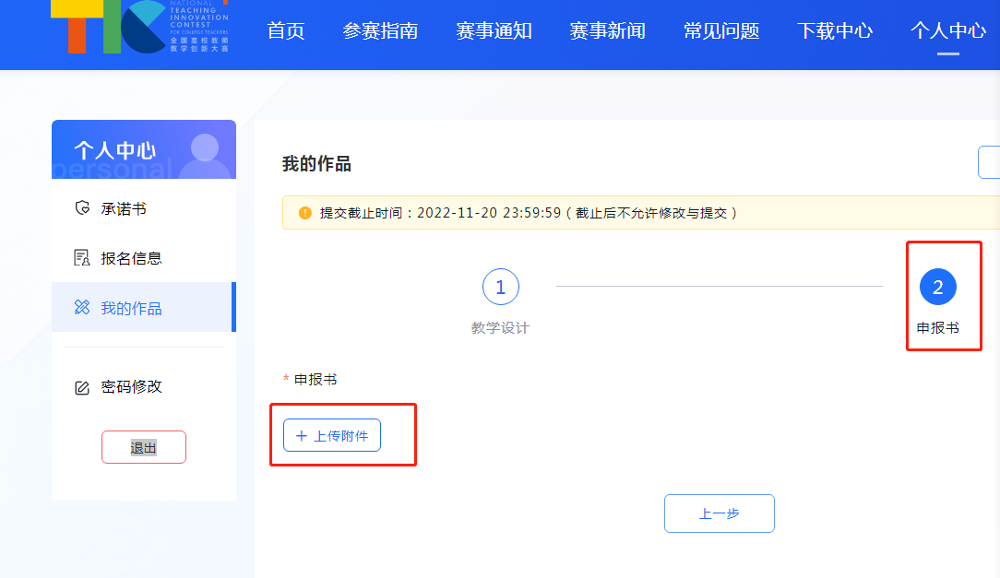 NATIONAL
TEACHING
INNOVATION
CONTEST
FOR COLLEGE TEACHERS
全国高校教师
教学创新大赛
首页 参赛指南 赛事通知 赛事新闻 常见问题 下载中心 个人中心
个人中心
personal
承诺书
报名信息
我的作品
密码修改
退出
我的作品
提交截止时间：2022-11-20 23:59:59（截止后不允许修改与提交）
1
教学设计
2
申报书
* 申报书
+ 上传附件
上一步